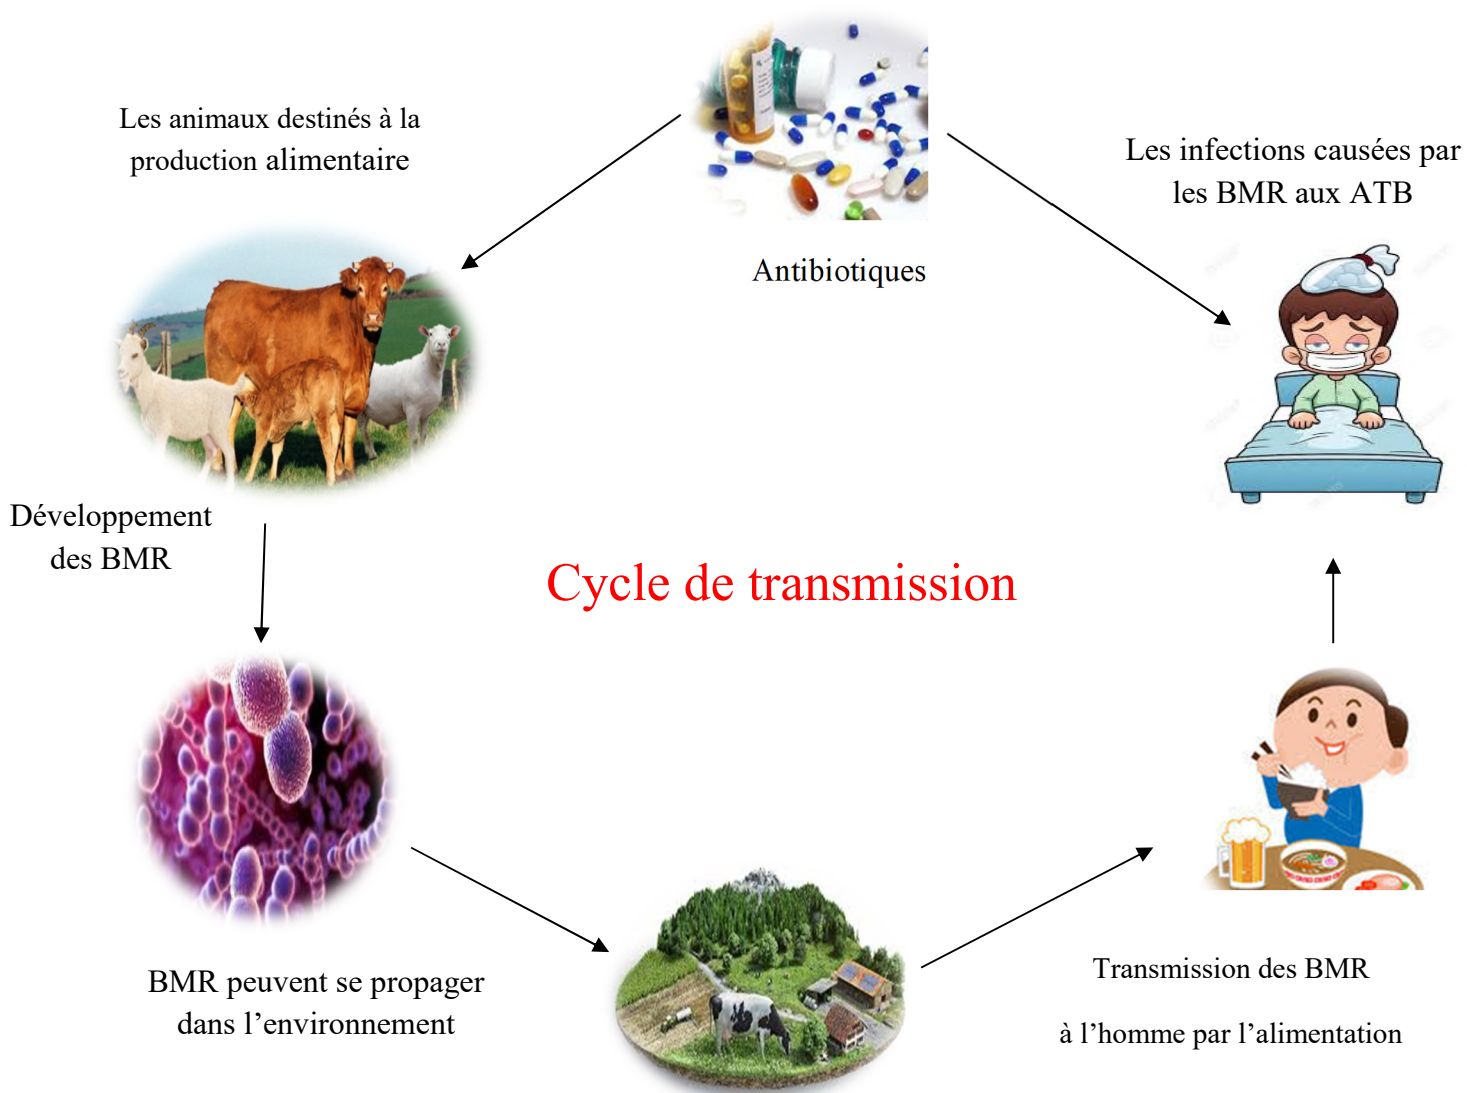 Les animaux destinés à la
production alimentaire
Antibiotiques
Les infections causées par
les BMR aux ATB
Développement
des BMR
Cycle de transmission
BMR peuvent se propager
dans l’environnement
Transmission des BMR
à l’homme par l’alimentation